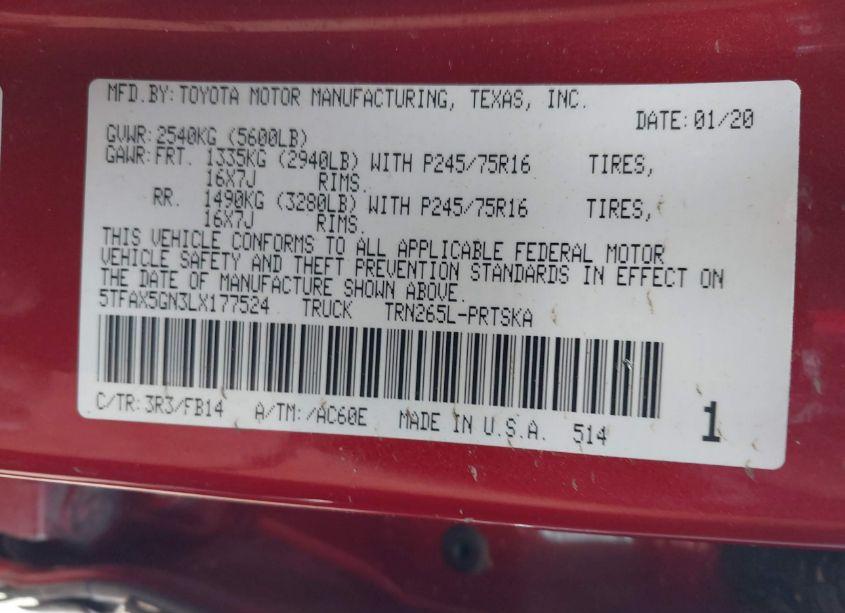 MFD.BY:TOYOTA MOTOR MANUFACTURING, TEXAS, INC.
DATE:01/20
GVWR:2540KG (5600LB)
GAWR:FRT. 1335KG (2940LB) WITH P245/75R16 TIRES,
16X7J RIMS.
RR. 1490KG (3280LB) WITH P245/75R16 TIRES,
16X7J RIMS.
THIS VEHICLE CONFORMS TO ALL APPLICABLE FEDERAL MOTOR
VEHICLE SAFETY AND THEFT PREVENTION STANDARDS IN EFFECT ON
THE DATE OF MANUFACTURE SHOWN ABOVE.
5TFAX5GN3LX177524 TRUCK TRN265L-PRTSKA
C/TR:3R3/FB14 A/TM:/AC60E MADE IN U.S.A. 514 1